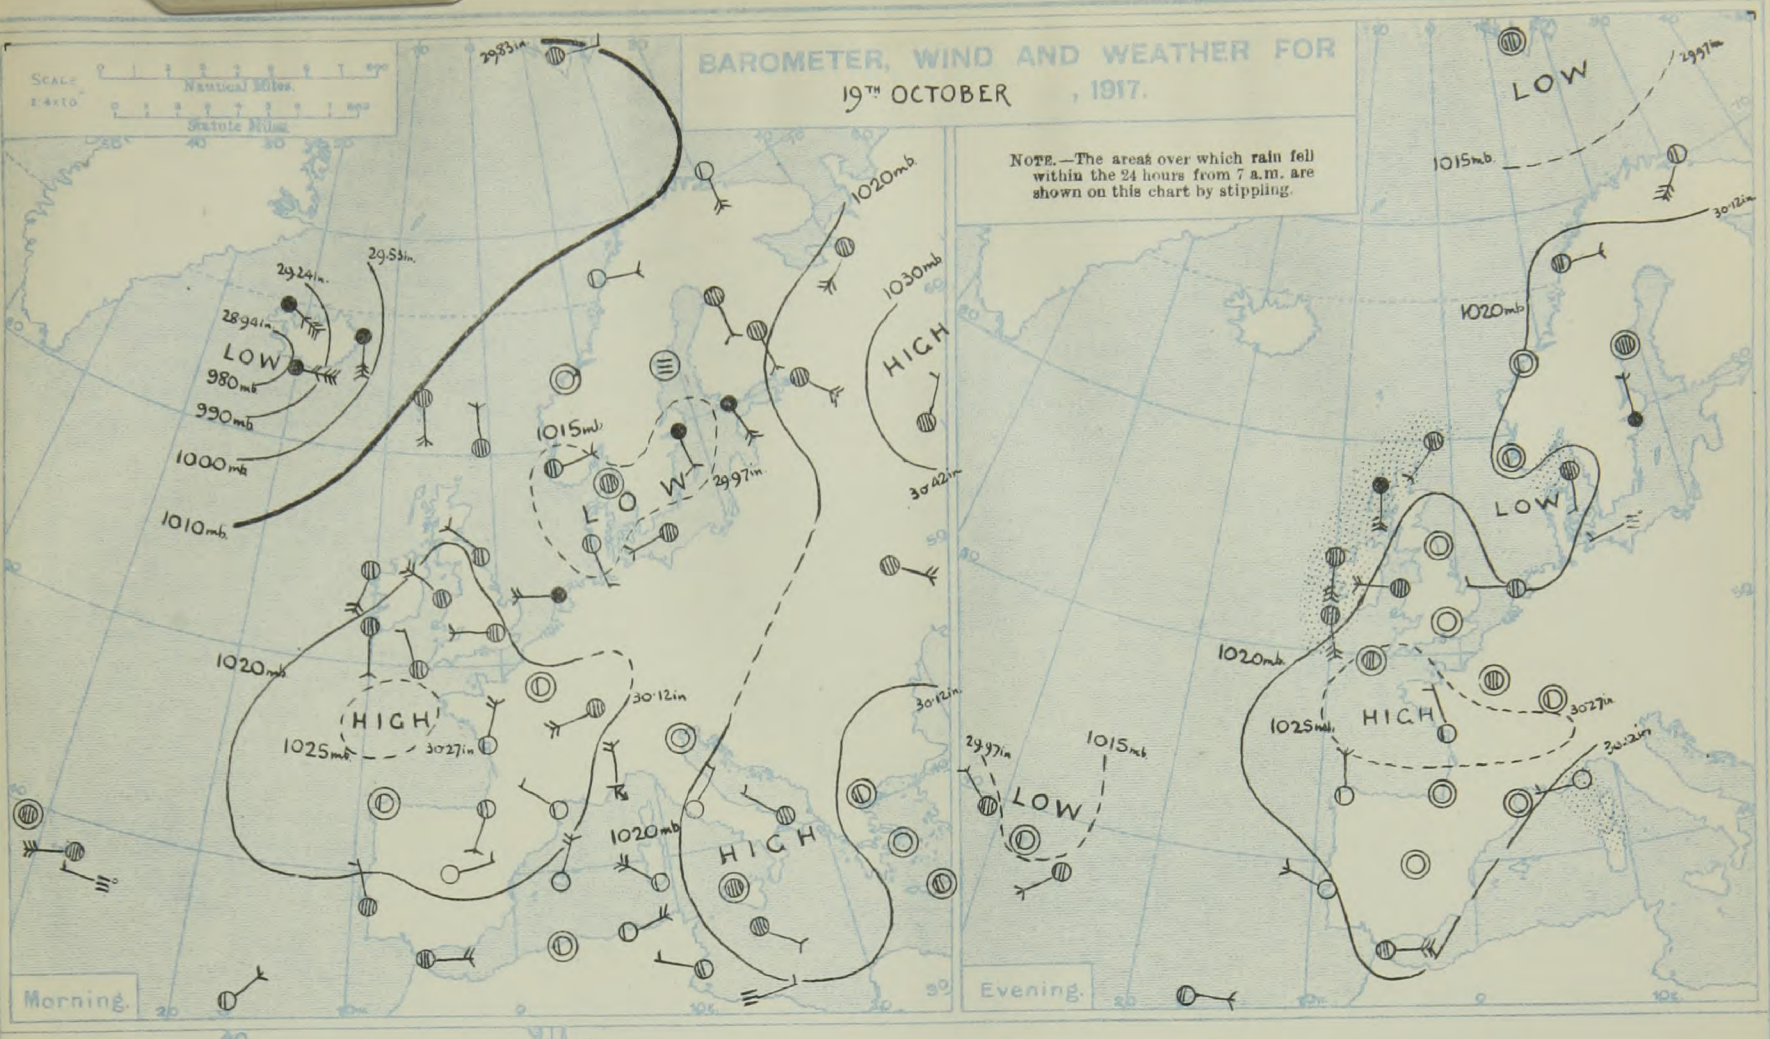 BAROMETER, WIND AND WEATHER FOR
19TH OCTOBER , 1917.
SCALE
Nautical Miles.
Statute Miles
NOTE.—The areas over which rain fell
within the 24 hours from 7 a.m. are
shown on this chart by stippling.
29.83in.
1020mb.
29.53in.
29.24in.
28.94in.
LOW
980mb
990mb
1000mb
1010mb.
1030mb
HIGH
30.42in
1015mb
LOW
29.97in.
1020mb
HIGH
1025mb
30.27in
30.12in
30.12in
1020mb
HIGH
Morning.
LOW
29.97in
1015mb.
30.12in.
1020mb
LOW
1020mb.
HIGH
1025mb.
30.27in
30.12in
29.97in
1015mb.
LOW
Evening.